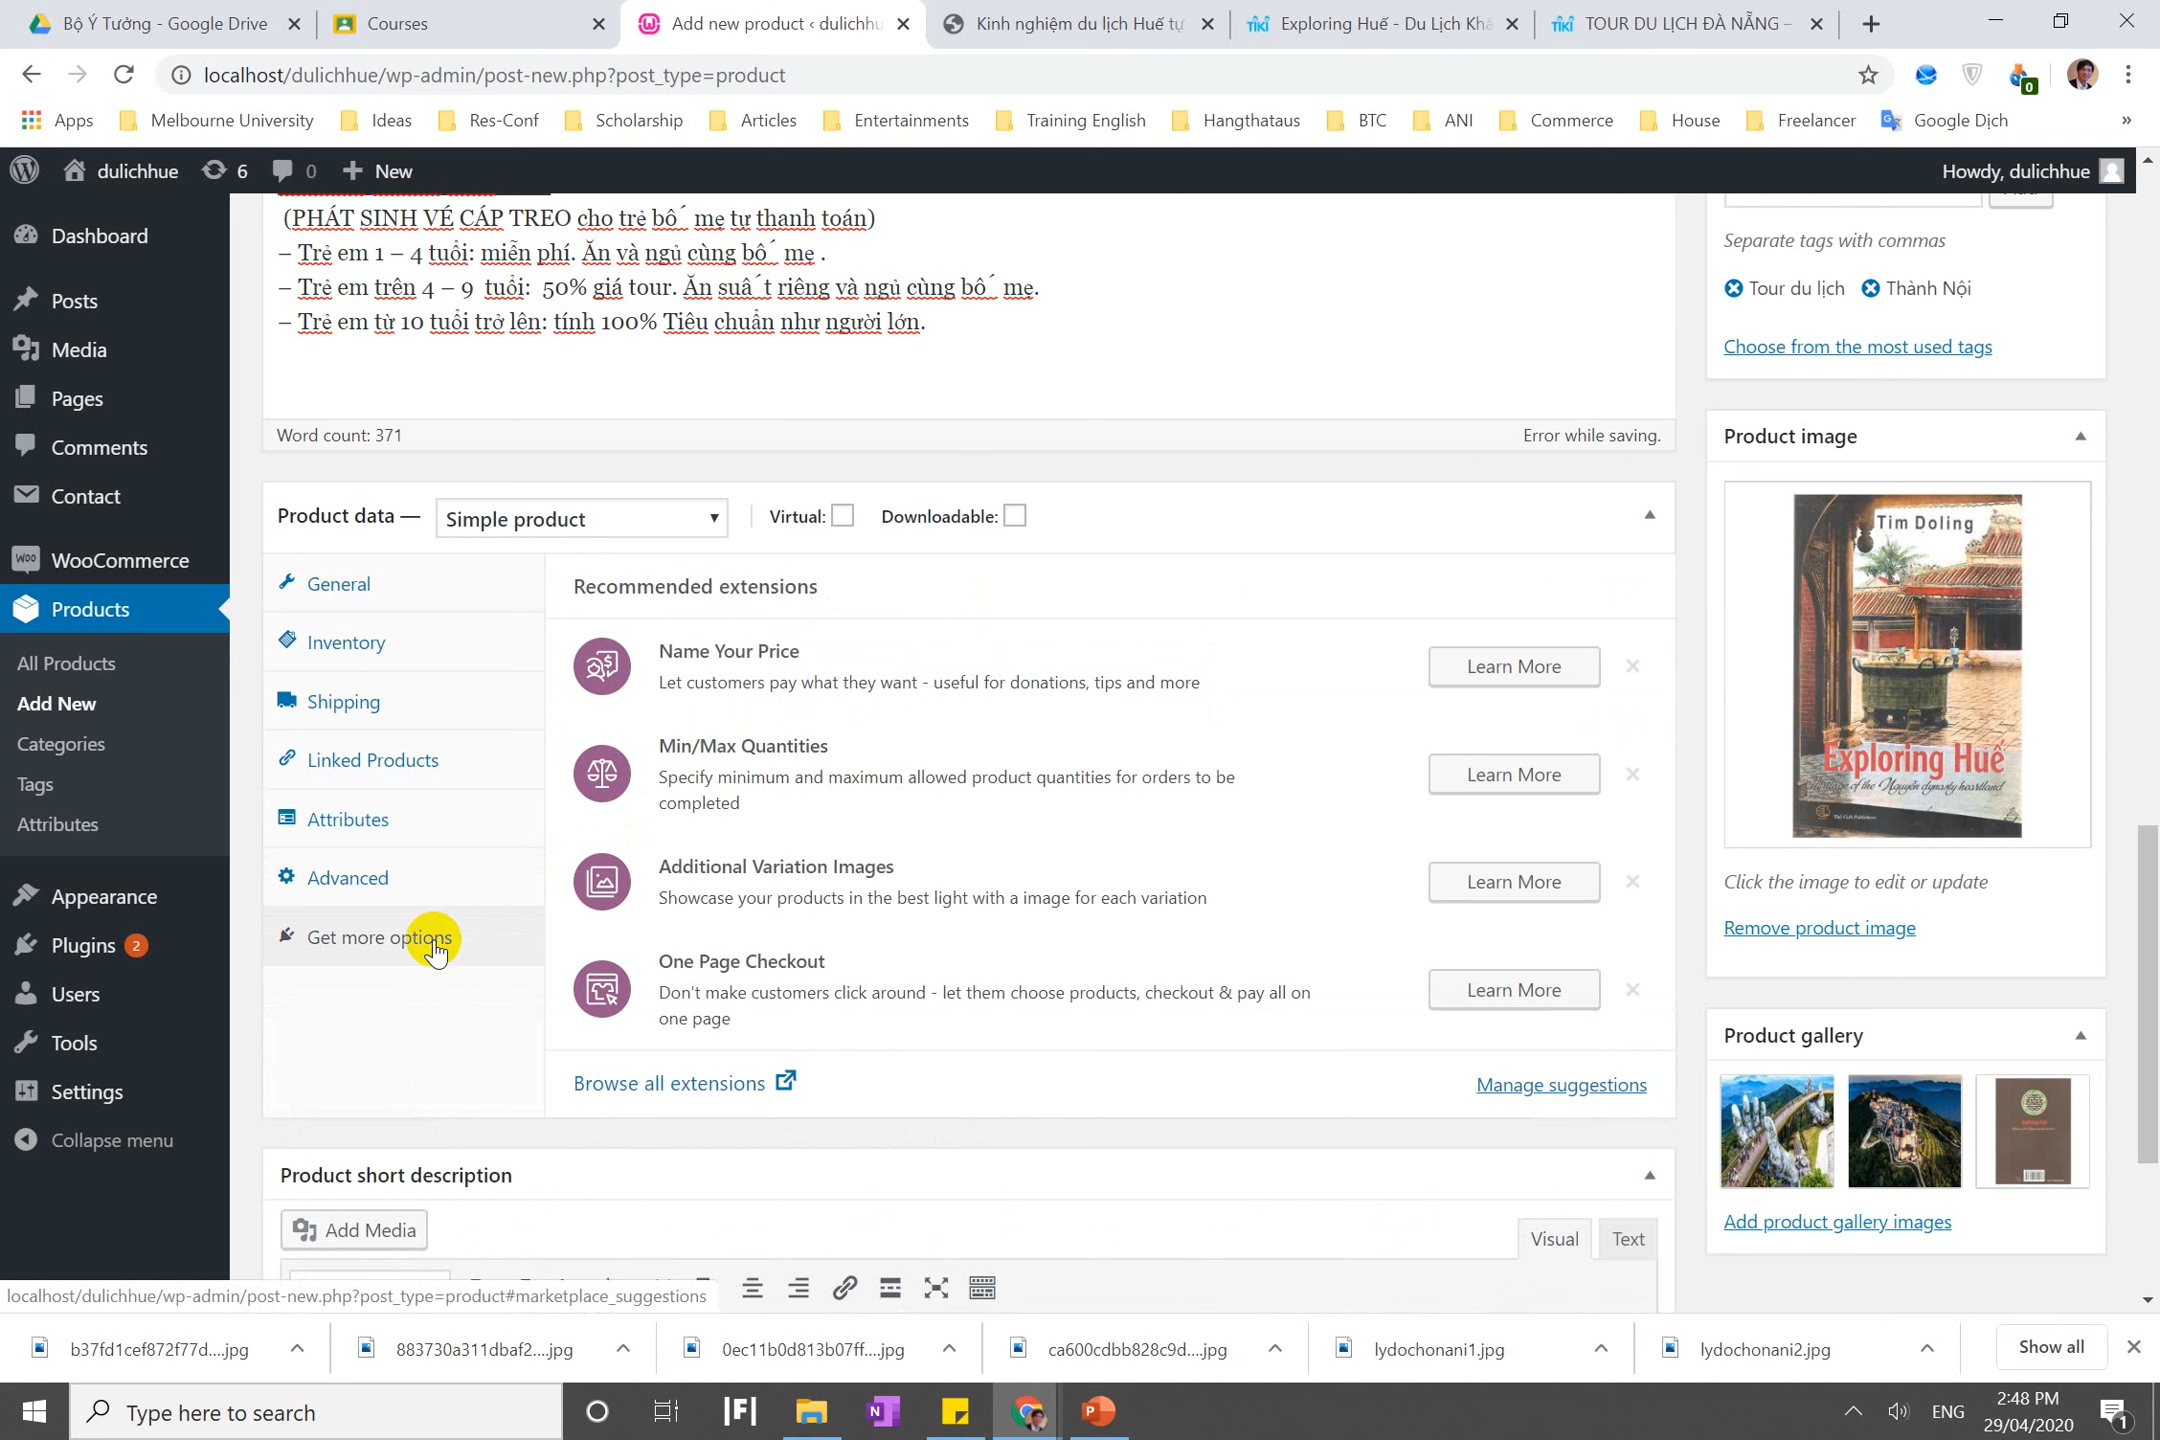 Bộ Ý Tưởng - Google Drive
Courses
Add new product ‹ dulichhu
Kinh nghiệm du lịch Huế tự
TIKI Exploring Huế - Du Lịch Khá
TIKI TOUR DU LỊCH ĐÀ NẴNG –
localhost/dulichhue/wp-admin/post-new.php?post_type=product
0
Apps
Melbourne University
Ideas
Res-Conf
Scholarship
Articles
Entertainments
Training English
Hangthataus
BTC
ANI
Commerce
House
Freelancer
Google Dịch
»
dulichhue
6
0
New
Howdy, dulichhue
Dashboard
Posts
Media
Pages
Comments
Contact
WooCommerce
Products
All Products
Add New
Categories
Tags
Attributes
Appearance
Plugins 2
Users
Tools
Settings
Collapse menu
(PHÁT SINH VÉ CÁP TREO cho trẻ bố mẹ tự thanh toán)
– Trẻ em 1 – 4 tuổi: miễn phí. Ăn và ngủ cùng bố mẹ .
– Trẻ em trên 4 – 9 tuổi: 50% giá tour. Ăn suất riêng và ngủ cùng bố mẹ.
– Trẻ em từ 10 tuổi trở lên: tính 100% Tiêu chuẩn như người lớn.
Word count: 371
Error while saving.
Product data —
Simple product
Virtual:
Downloadable:
General
Inventory
Shipping
Linked Products
Attributes
Advanced
Get more options
Recommended extensions
Name Your Price
Let customers pay what they want - useful for donations, tips and more
Learn More
Min/Max Quantities
Specify minimum and maximum allowed product quantities for orders to be
completed
Learn More
Additional Variation Images
Showcase your products in the best light with a image for each variation
Learn More
One Page Checkout
Don't make customers click around - let them choose products, checkout & pay all on
one page
Learn More
Browse all extensions
Manage suggestions
Product short description
Add Media
Visual
Text
Separate tags with commas
Tour du lịch
Thành Nội
Choose from the most used tags
Product image
Tim Doling
Exploring Huế
Heritage of the Nguyễn dynasty heartland
Click the image to edit or update
Remove product image
Product gallery
Add product gallery images
localhost/dulichhue/wp-admin/post-new.php?post_type=product#marketplace_suggestions
b37fd1cef872f77d....jpg
883730a311dbaf2....jpg
0ec11b0d813b07ff....jpg
ca600cdbb828c9d....jpg
lydochonani1.jpg
lydochonani2.jpg
Show all
Type here to search
ENG
2:48 PM
29/04/2020
1